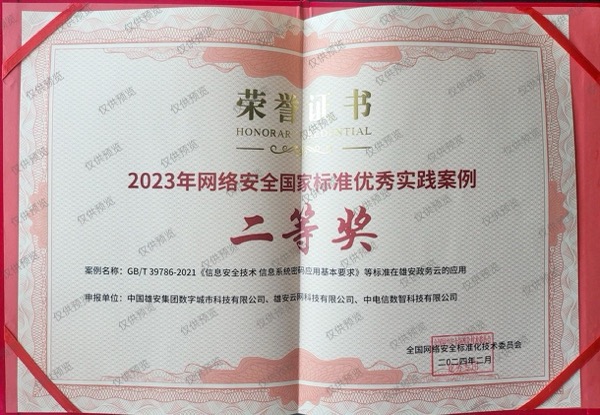 荣誉证书
HONORARY CREDENTIAL
2023年网络安全国家标准优秀实践案例
二等奖
案例名称：GB/T 39786-2021《信息安全技术 信息系统密码应用基本要求》等标准在雄安政务云的应用
申报单位：中国雄安集团数字城市科技有限公司、雄安云网科技有限公司、中电信数智科技有限公司
全国网络安全标准化技术委员会
二〇二四年二月
仅供预览